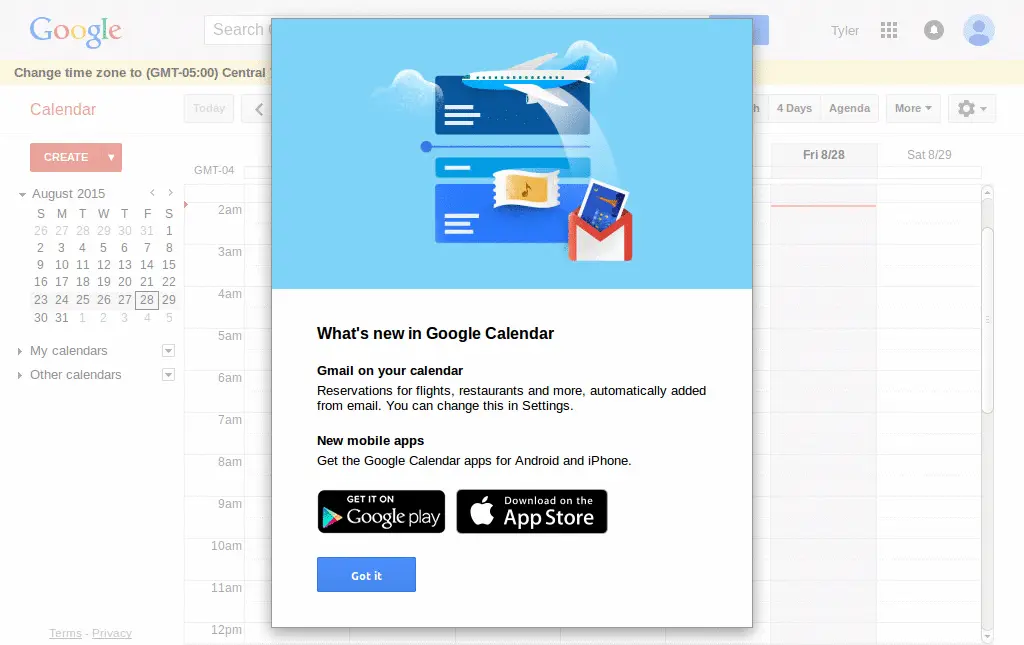 Google
Search
Tyler
Change time zone to (GMT-05:00) Central
Calendar
Today
4 Days
Agenda
More
CREATE
GMT-04
Fri 8/28
Sat 8/29
August 2015
S M T W T F S
26 27 28 29 30 31 1
2 3 4 5 6 7 8
9 10 11 12 13 14 15
16 17 18 19 20 21 22
23 24 25 26 27 28 29
30 31 1 2 3 4 5
My calendars
Other calendars
2am
3am
4am
5am
6am
7am
8am
9am
10am
11am
12pm
Terms - Privacy
What's new in Google Calendar
Gmail on your calendar
Reservations for flights, restaurants and more, automatically added
from email. You can change this in Settings.
New mobile apps
Get the Google Calendar apps for Android and iPhone.
GET IT ON
Google play
Download on the
App Store
Got it